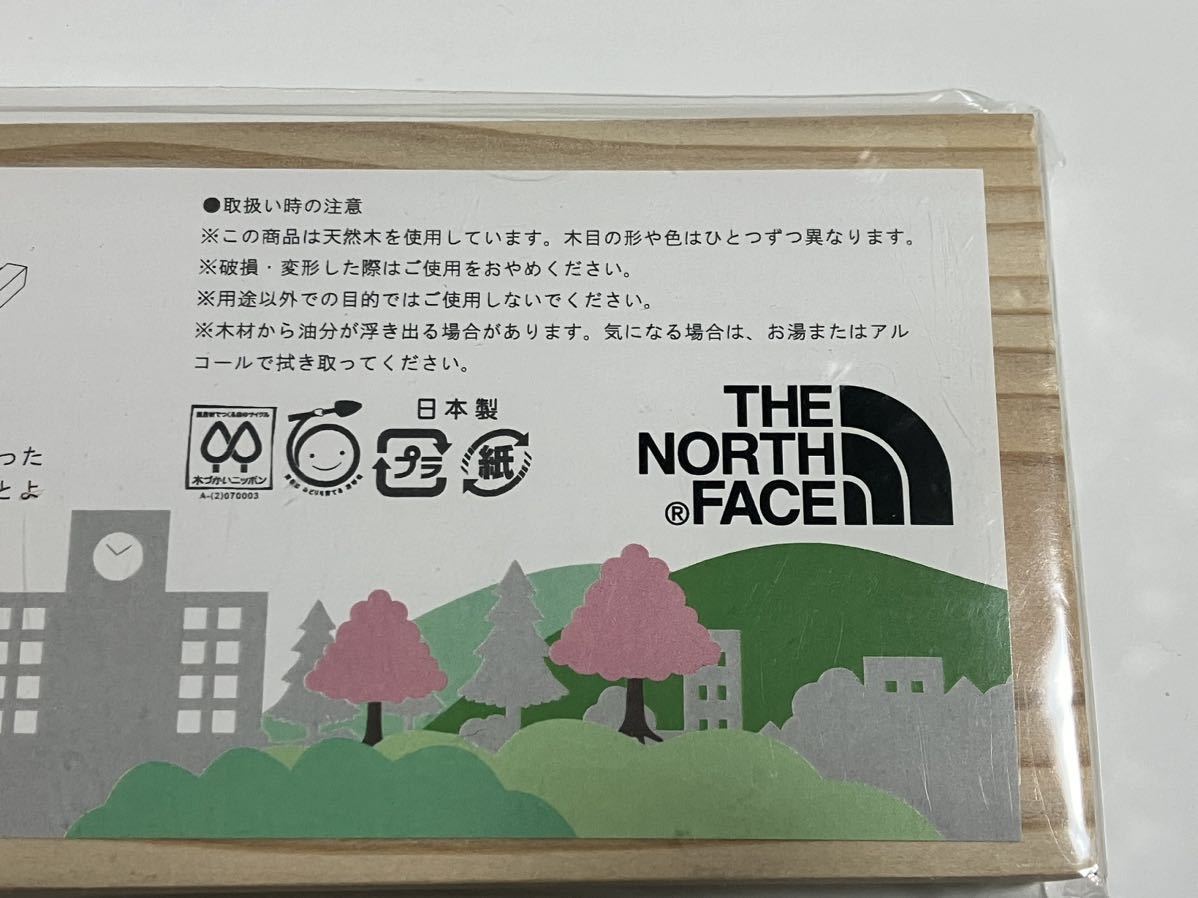 ●取扱い時の注意
※この商品は天然木を使用しています。木目の形や色はひとつずつ異なります。
※破損・変形した際はご使用をおやめください。
※用途以外での目的ではご使用しないでください。
※木材から油分が浮き出る場合があります。気になる場合は、お湯またはアル
コールで拭き取ってください。
日本製
木づかいニッポン
A-(2)070003
プラ
紙
THE
NORTH
®FACE
った
とよ